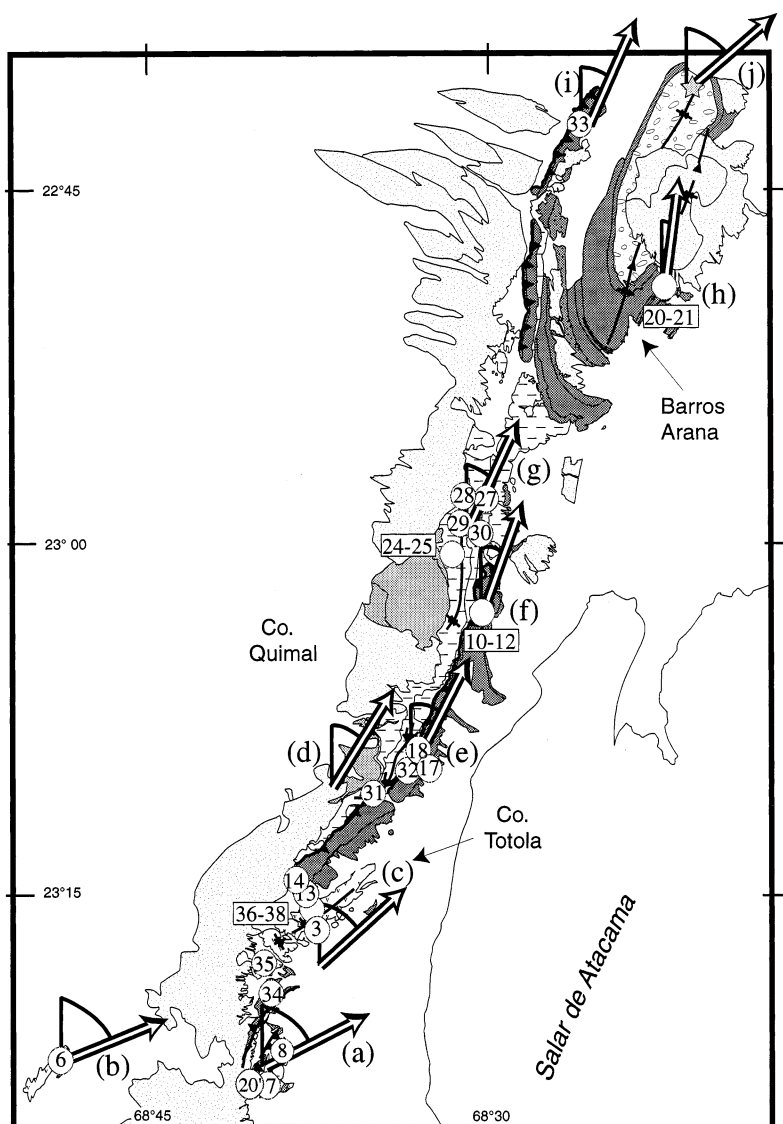 (i)
(j)
33
22°45
(h)
20-21
Barros
Arana
(g)
28
27
29
30
24-25
23° 00
(f)
10-12
Co.
Quimal
(d)
(e)
18
32
17
31
Co.
Totola
(c)
14
13
23°15
36-38
3
35
34
Salar de Atacama
6
(b)
8
(a)
20'
7
68°45
68°30